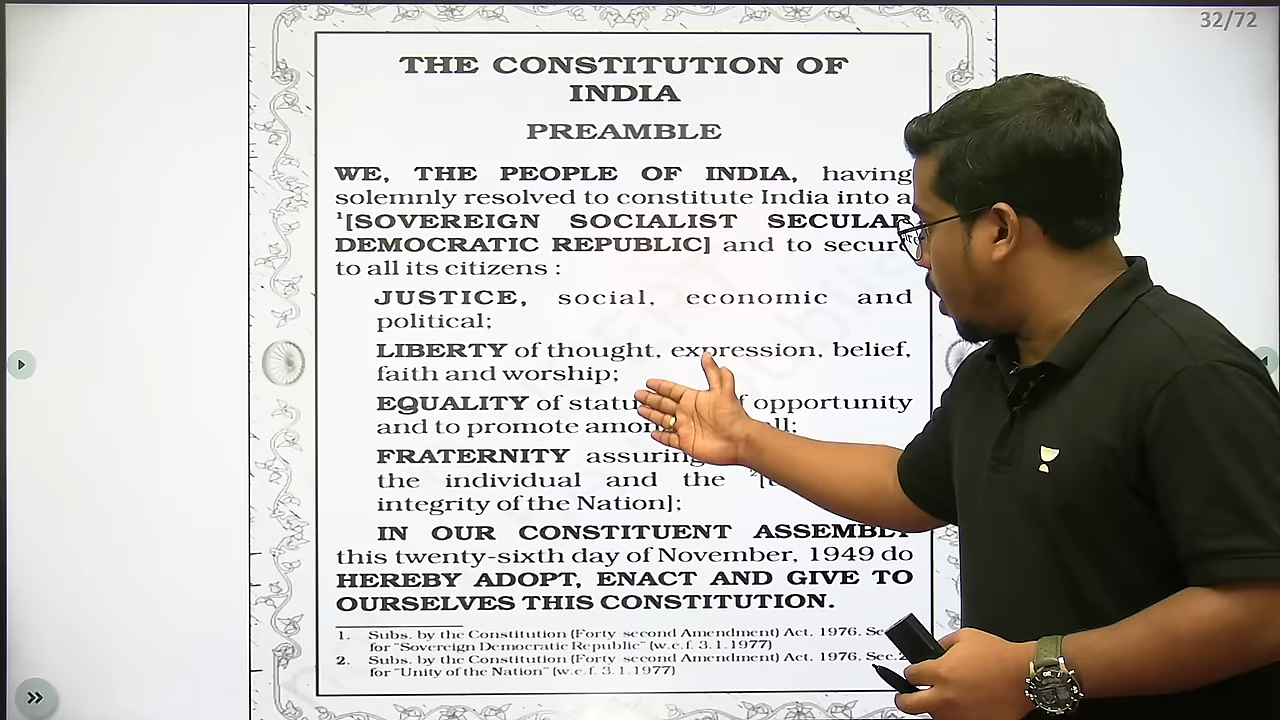 32/72
THE CONSTITUTION OF
INDIA
PREAMBLE
WE, THE PEOPLE OF INDIA, having
solemnly resolved to constitute India into a
¹[SOVEREIGN SOCIALIST SECULAR
DEMOCRATIC REPUBLIC] and to secure
to all its citizens :
JUSTICE, social, economic and
political;
LIBERTY of thought, expression, belief,
faith and worship;
EQUALITY of statu f opportunity
and to promote amon all;
FRATERNITY assuring
the individual and the ²[
integrity of the Nation];
IN OUR CONSTITUENT ASSEMBLY
this twenty-sixth day of November, 1949 do
HEREBY ADOPT, ENACT AND GIVE TO
OURSELVES THIS CONSTITUTION.
1. Subs. by the Constitution (Forty second Amendment) Act. 1976. Se
for "Sovereign Democratic Republic" (w.e.f. 3.1.1977)
2. Subs. by the Constitution (Forty second Amendment) Act. 1976. Sec.2
for "Unity of the Nation" (w.e.f. 3.1.1977)